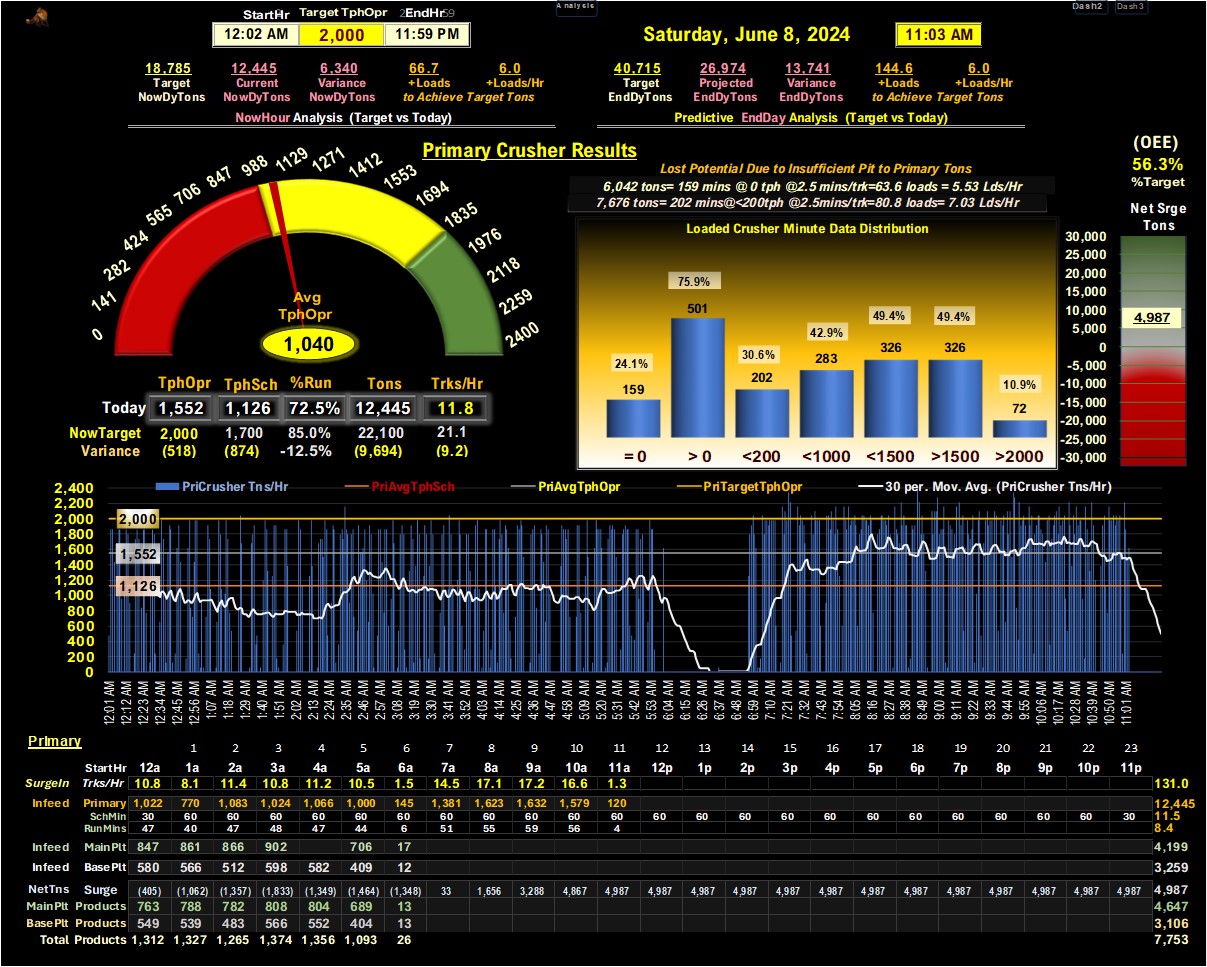 Analysis
Dash2 Dash3
StartHr Target TphOpr EndHr
12:02 AM 2,000 11:59 PM
Saturday, June 8, 2024 11:03 AM
18,785 12,445 6,340 66.7 6.0
Target Current Variance +Loads +Loads/Hr
NowDyTons NowDyTons NowDyTons to Achieve Target Tons
NowHour Analysis (Target vs Today)
40,715 26,974 13,741 144.6 6.0
Target Projected Variance +Loads +Loads/Hr
EndDyTons EndDyTons EndDyTons to Achieve Target Tons
Predictive EndDay Analysis (Target vs Today)
Primary Crusher Results
0 141 282 424 565 706 847 988 1129 1271 1412 1553 1694 1835 1976 2118 2259 2400
Avg
TphOpr
1,040
Lost Potential Due to Insufficient Pit to Primary Tons
6,042 tons= 159 mins @ 0 tph @2.5 mins/trk=63.6 loads = 5.53 Lds/Hr
7,676 tons= 202 mins@<200tph @2.5mins/trk=80.8 loads= 7.03 Lds/Hr
Loaded Crusher Minute Data Distribution
24.1% 75.9% 30.6% 42.9% 49.4% 49.4% 10.9%
159 501 202 283 326 326 72
= 0 > 0 <200 <1000 <1500 >1500 >2000
(OEE)
56.3%
%Target
Net Srge
Tons
30,000
25,000
20,000
15,000
10,000
5,000
0
-5,000
-10,000
-15,000
-20,000
-25,000
-30,000
4,987
TphOpr TphSch %Run Tons Trks/Hr
Today 1,552 1,126 72.5% 12,445 11.8
NowTarget 2,000 1,700 85.0% 22,100 21.1
Variance (518) (874) -12.5% (9,694) (9.2)
PriCrusher Tns/Hr PriAvgTphSch PriAvgTphOpr PriTargetTphOpr 30 per. Mov. Avg. (PriCrusher Tns/Hr)
2,400
2,200
2,000
1,800
1,600
1,400
1,200
1,000
800
600
400
200
0
2,000
1,552
1,126
12:01 AM 12:12 AM 12:23 AM 12:34 AM 12:45 AM 12:56 AM 1:07 AM 1:18 AM 1:29 AM 1:40 AM 1:51 AM 2:02 AM 2:13 AM 2:24 AM 2:35 AM 2:46 AM 2:57 AM 3:08 AM 3:19 AM 3:30 AM 3:41 AM 3:52 AM 4:03 AM 4:14 AM 4:25 AM 4:36 AM 4:47 AM 4:58 AM 5:09 AM 5:20 AM 5:31 AM 5:42 AM 5:53 AM 6:04 AM 6:15 AM 6:26 AM 6:37 AM 6:48 AM 6:59 AM 7:10 AM 7:21 AM 7:32 AM 7:43 AM 7:54 AM 8:05 AM 8:16 AM 8:27 AM 8:38 AM 8:49 AM 9:00 AM 9:11 AM 9:22 AM 9:33 AM 9:44 AM 9:55 AM 10:06 AM 10:17 AM 10:28 AM 10:39 AM 10:50 AM 11:01 AM
Primary
1 2 3 4 5 6 7 8 9 10 11 12 13 14 15 16 17 18 19 20 21 22 23
StartHr 12a 1a 2a 3a 4a 5a 6a 7a 8a 9a 10a 11a 12p 1p 2p 3p 4p 5p 6p 7p 8p 9p 10p 11p
SurgeIn Trks/Hr 10.8 8.1 11.4 10.8 11.2 10.5 1.5 14.5 17.1 17.2 16.6 1.3 131.0
Infeed Primary 1,022 770 1,083 1,024 1,066 1,000 145 1,381 1,623 1,632 1,579 120 12,445
SchMin 30 60 60 60 60 60 60 60 60 60 60 60 60 60 60 60 60 60 60 60 60 60 60 30 11.5
RunMins 47 40 47 48 47 44 6 51 55 59 56 4 8.4
Infeed MainPlt 847 861 866 902 706 17 4,199
Infeed BasePlt 580 566 512 598 582 409 12 3,259
NetTns Surge (405) (1,062) (1,357) (1,833) (1,349) (1,464) (1,348) 33 1,656 3,288 4,867 4,987 4,987 4,987 4,987 4,987 4,987 4,987 4,987 4,987 4,987 4,987 4,987 4,987 4,987
MainPlt Products 763 788 782 808 804 689 13 4,647
BasePlt Products 549 539 483 566 552 404 13 3,106
Total Products 1,312 1,327 1,265 1,374 1,356 1,093 26 7,753